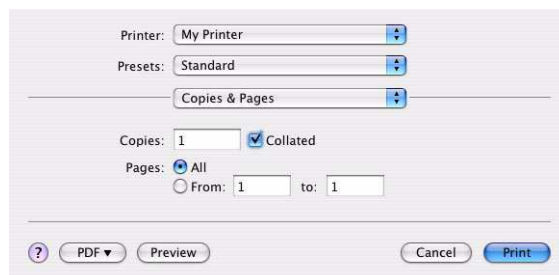 Printer: My Printer
Presets: Standard
Copies & Pages
Copies: 1 Collated
Pages: All
From: 1 to: 1
? PDF ▼ Preview Cancel Print